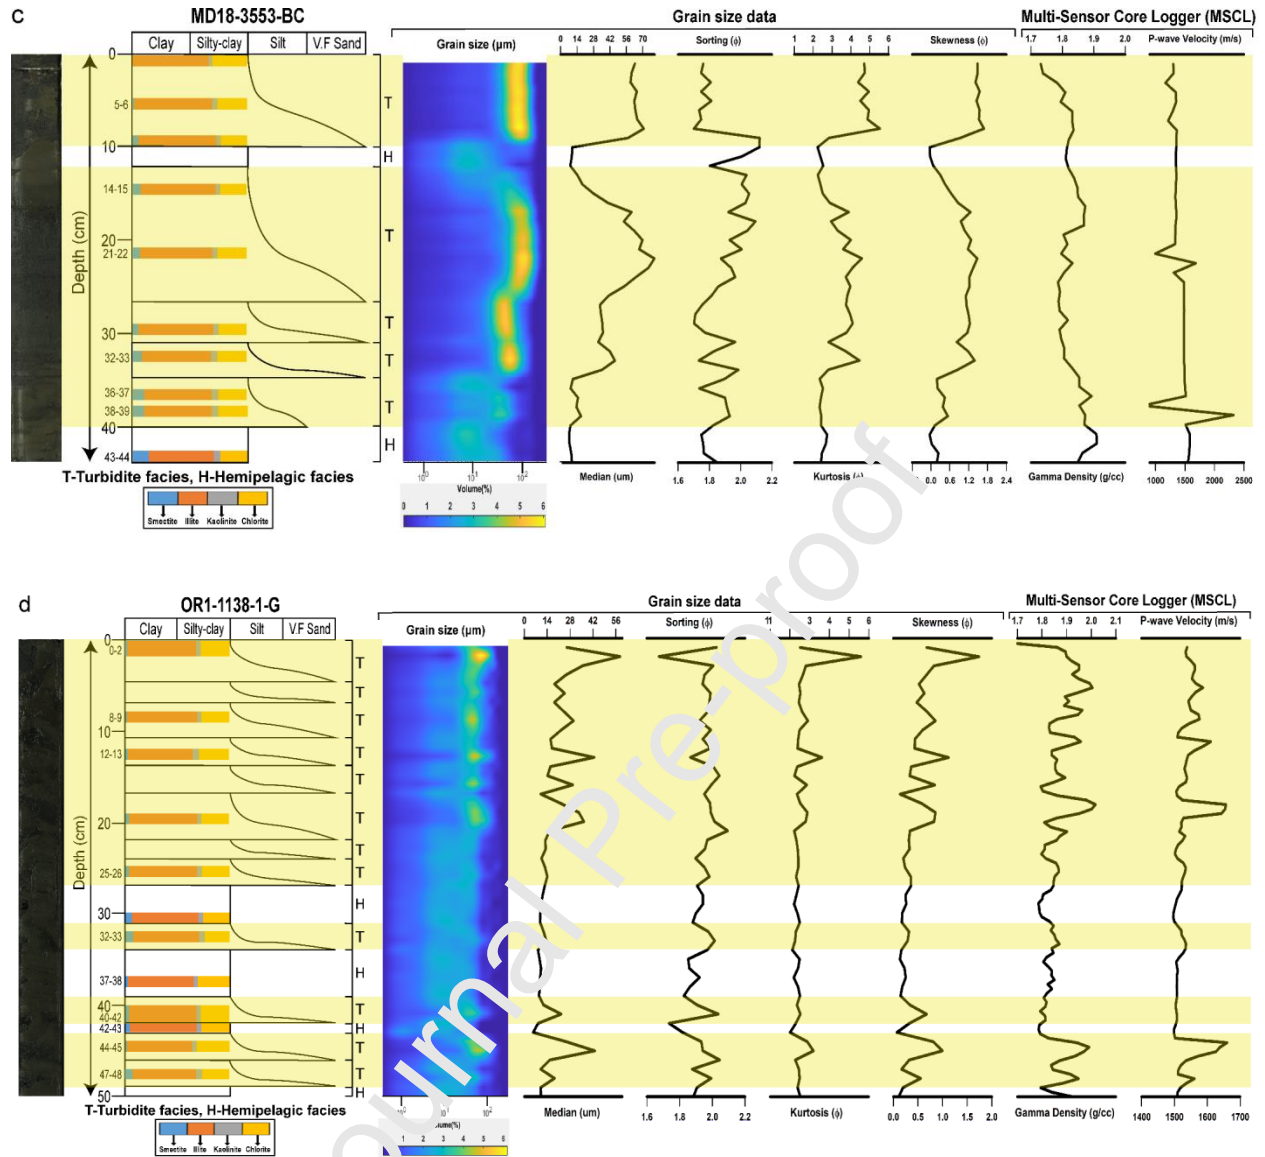 c
MD18-3553-BC
Grain size data
Multi-Sensor Core Logger (MSCL)
Clay Silty-clay Silt V.F Sand
Grain size (µm)
0 14 28 42 56 70
Sorting (ϕ)
1 2 3 4 5 6
Skewness (ϕ)
1.7 1.8 1.9 2.0
P-wave Velocity (m/s)
Depth (cm)
0
5-6
10
14-15
20
21-22
30
32-33
36-37
38-39
40
43-44
T
H
T
T
T
T
H
10⁰ 10¹ 10²
Median (um)
1.6 1.8 2.0 2.2
Kurtosis
0.0 0.6 1.2 1.8 2.4
Gamma Density (g/cc)
1000 1500 2000 2500
T-Turbidite facies, H-Hemipelagic facies
Smectite Illite Kaolinite Chlorite
Volume(%)
0 1 2 3 4 5 6
Journal Pre-proof
d
OR1-1138-1-G
Grain size data
Multi-Sensor Core Logger (MSCL)
Clay Silty-clay Silt V.F Sand
Grain size (µm)
0 14 28 42 56
Sorting (ϕ)
3 4 5 6
Skewness (ϕ)
1.7 1.8 1.9 2.0 2.1
P-wave Velocity (m/s)
Depth (cm)
0
0-2
8-9
10
12-13
20
25-26
30
32-33
37-38
40
40-42
42-43
44-45
47-48
50
T
T
T
T
T
T
T
T
H
T
H
T
H
T
T
H
10⁰ 10²
Median (um)
1.6 1.8 2.0 2.2
Kurtosis (ϕ)
0.0 0.5 1.0 1.5 2.0
Gamma Density (g/cc)
1400 1500 1600 1700
T-Turbidite facies, H-Hemipelagic facies
Smectite Illite Kaolinite Chlorite
1 2 3 4 5 6